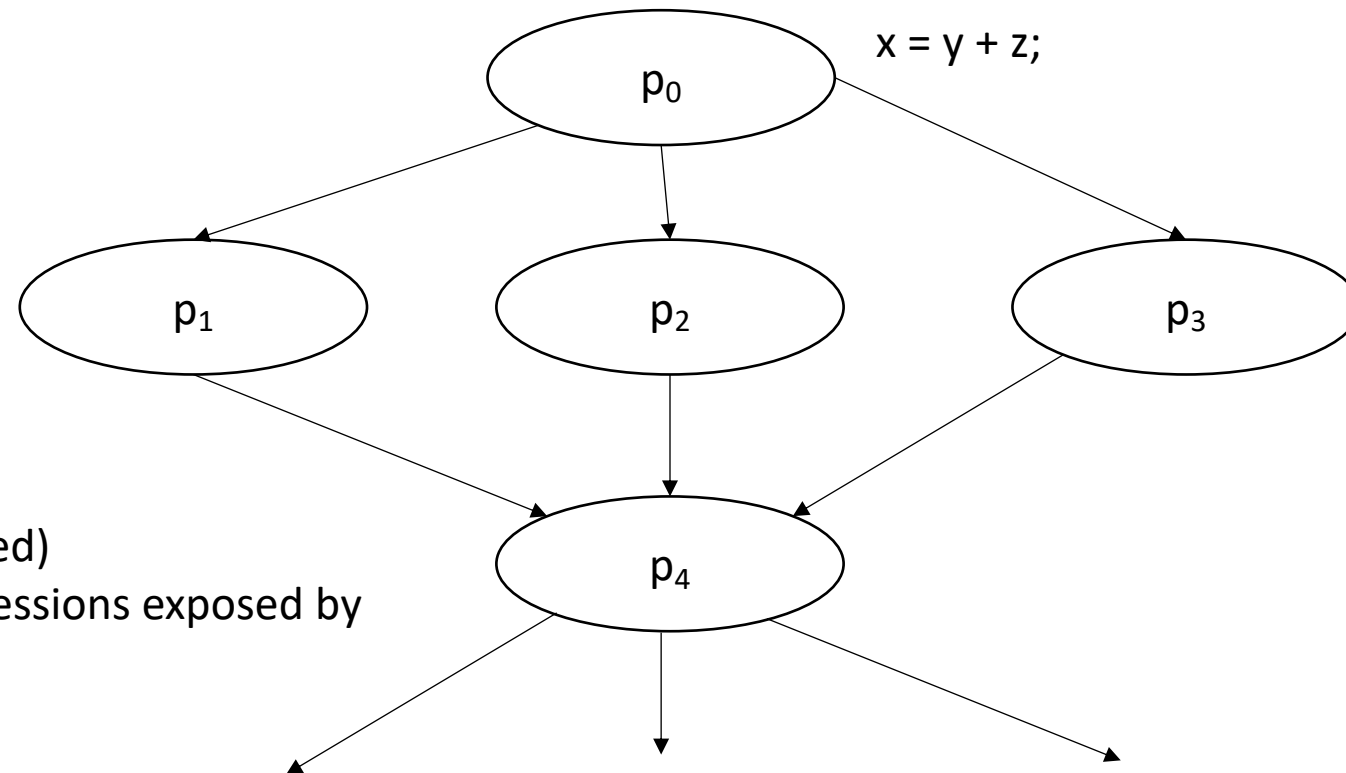 x = y + z;
p₀
p₁
p₂
p₃
ed)
p₄
essions exposed by